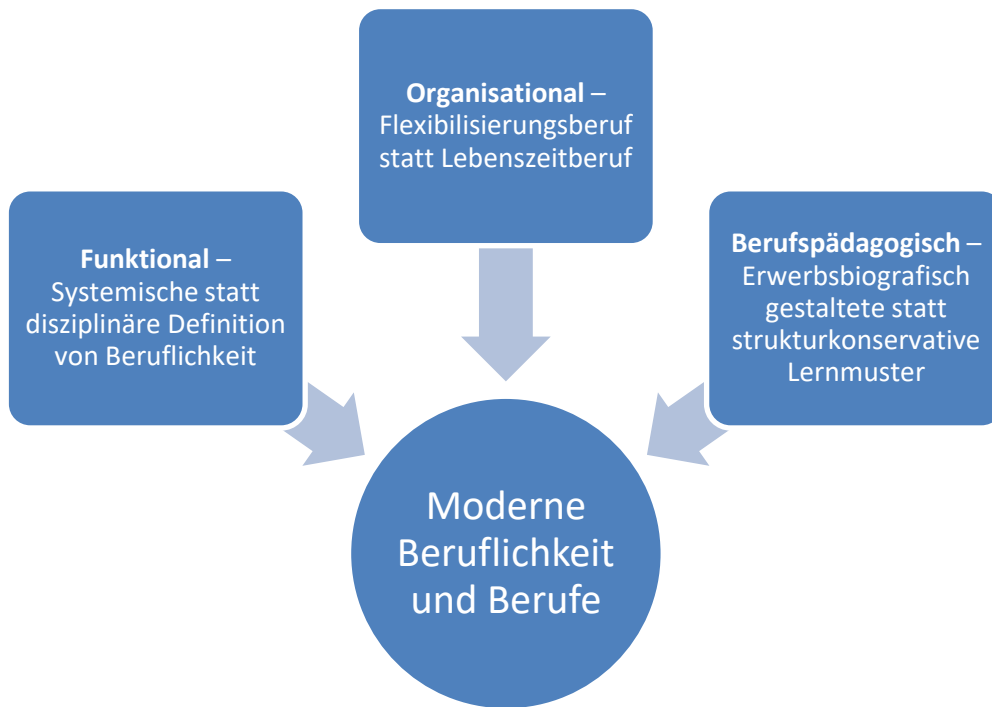 Organisational –
Flexibilisierungsberuf
statt Lebenszeitberuf
Funktional –
Systemische statt
disziplinäre Definition
von Beruflichkeit
Berufspädagogisch –
Erwerbsbiografisch
gestaltete statt
strukturkonservative
Lernmuster
Moderne
Beruflichkeit
und Berufe